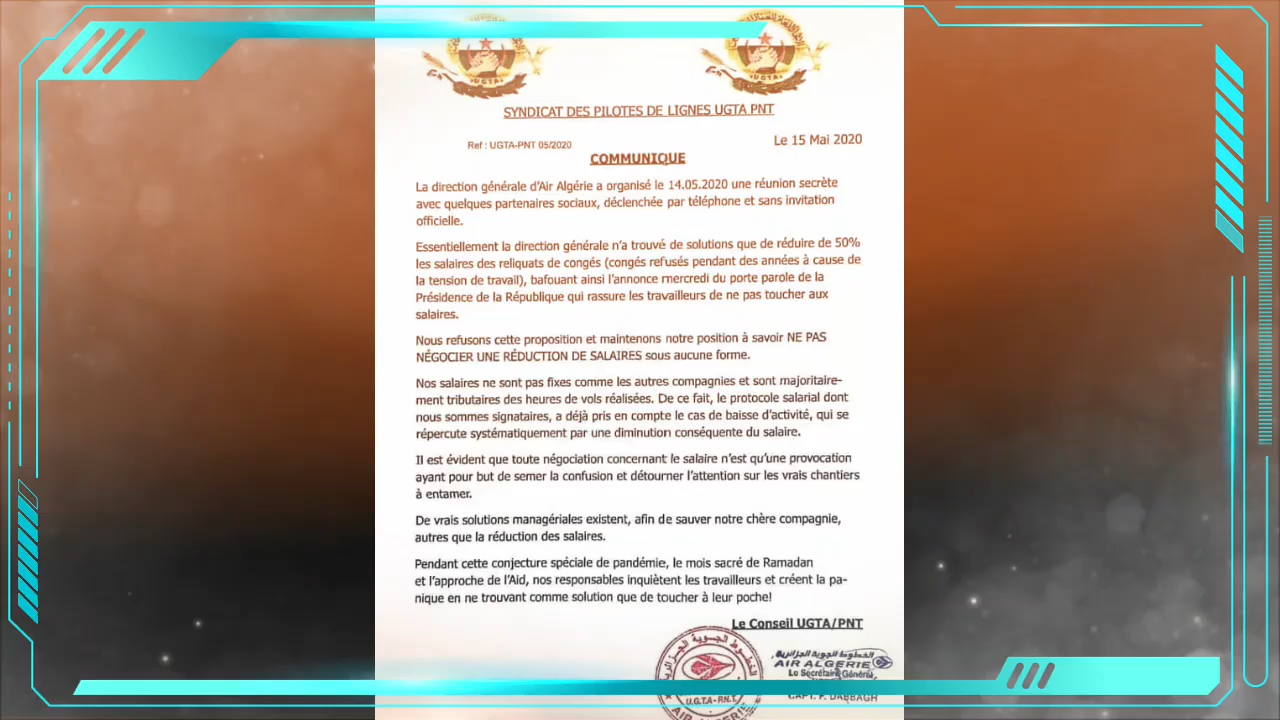 UGTA
UGTA
SYNDICAT DES PILOTES DE LIGNES UGTA PNT
Ref : UGTA-PNT 05/2020
Le 15 Mai 2020
COMMUNIQUE
La direction générale d'Air Algérie a organisé le 14.05.2020 une réunion secrète
avec quelques partenaires sociaux, déclenchée par téléphone et sans invitation
officielle.
Essentiellement la direction générale n'a trouvé de solutions que de réduire de 50%
les salaires des reliquats de congés (congés refusés pendant des années à cause de
la tension de travail), bafouant ainsi l'annonce mercredi du porte parole de la
Présidence de la République qui rassure les travailleurs de ne pas toucher aux
salaires.
Nous refusons cette proposition et maintenons notre position à savoir NE PAS
NÉGOCIER UNE RÉDUCTION DE SALAIRES sous aucune forme.
Nos salaires ne sont pas fixes comme les autres compagnies et sont majoritaire-
ment tributaires des heures de vols réalisées. De ce fait, le protocole salarial dont
nous sommes signataires, a déjà pris en compte le cas de baisse d'activité, qui se
répercute systématiquement par une diminution conséquente du salaire.
Il est évident que toute négociation concernant le salaire n'est qu'une provocation
ayant pour but de semer la confusion et détourner l'attention sur les vrais chantiers
à entamer.
De vrais solutions managériales existent, afin de sauver notre chère compagnie,
autres que la réduction des salaires.
Pendant cette conjecture spéciale de pandémie, le mois sacré de Ramadan
et l'approche de l'Aid, nos responsables inquiètent les travailleurs et créent la pa-
nique en ne trouvant comme solution que de toucher à leur poche!
Le Conseil UGTA/PNT
الخطوط الجوية الجزائرية
U.G.T.A-P.N.T
AIR ALGERIE
الخطوط الجوية الجزائرية
AIR ALGERIE
Le Secrétaire Général
CAPT. F. DABBAGH